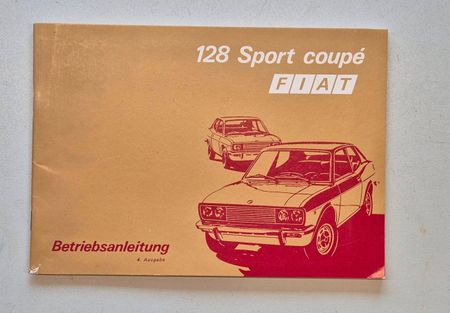 128 Sport coupé
FIAT
Betriebsanleitung
4. Ausgabe